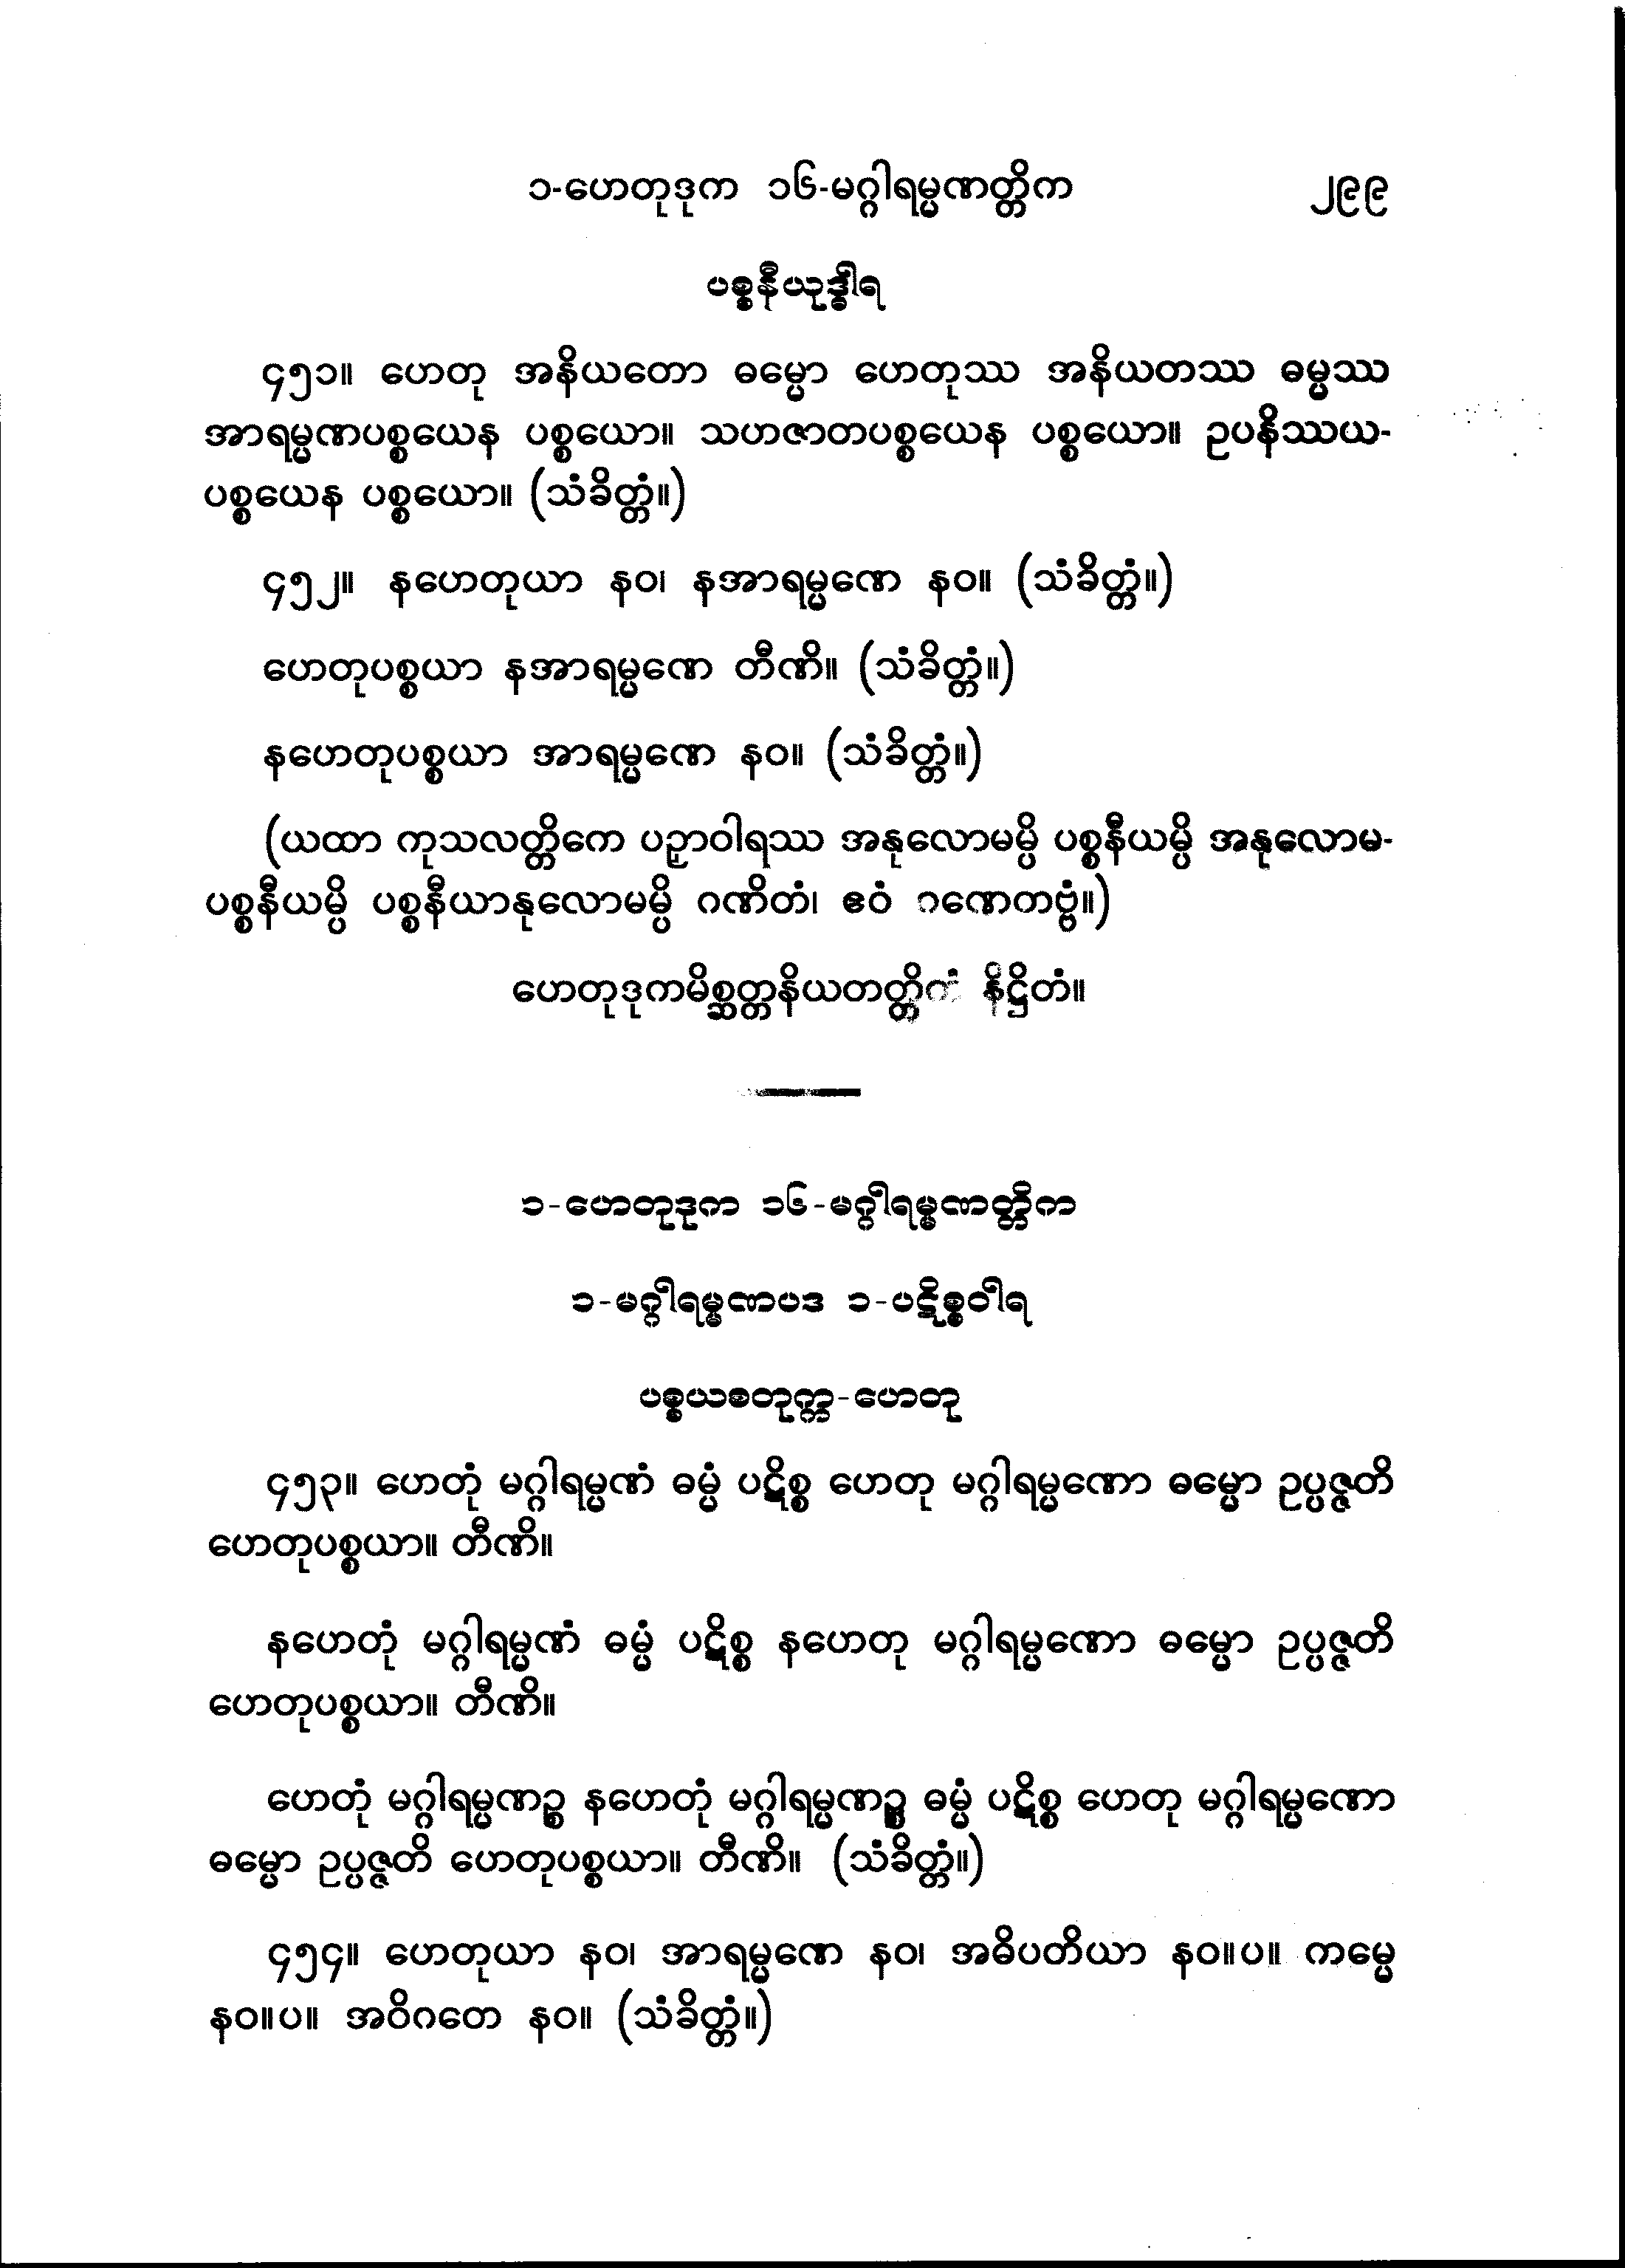 ၁-ဟေတုဒုက ၁၆-မဂ္ဂါရမ္မဏတ္တိက ၂၉၉
ပစ္စနီယုဒ္ဓါရ
၄၅၁။ ဟေတု အနိယတော ဓမ္မော ဟေတုဿ အနိယတဿ ဓမ္မဿ
အာရမ္မဏပစ္စယေန ပစ္စယော။ သဟဇာတပစ္စယေန ပစ္စယော။ ဥပနိဿယ-
ပစ္စယေန ပစ္စယော။ (သံခိတ္တံ။)
၄၅၂။ နဟေတုယာ နဝ၊ နအာရမ္မဏေ နဝ။ (သံခိတ္တံ။)
ဟေတုပစ္စယာ နအာရမ္မဏေ တီဏိ။ (သံခိတ္တံ။)
နဟေတုပစ္စယာ အာရမ္မဏေ နဝ။ (သံခိတ္တံ။)
(ယထာ ကုသလတ္တိကေ ပဉှာဝါရဿ အနုလောမမ္ပိ ပစ္စနီယမ္ပိ အနုလောမ-
ပစ္စနီယမ္ပိ ပစ္စနီယာနုလောမမ္ပိ ဂဏိတံ၊ ဧဝံ ဂဏေတဗ္ဗံ။)
ဟေတုဒုကမိစ္ဆတ္တနိယတတ္တိကံ နိဋ္ဌိတံ။
၁-ဟေတုဒုက ၁၆-မဂ္ဂါရမ္မဏတ္တိက
၁-မဂ္ဂါရမ္မဏပဒ ၁-ပဋိစ္စဝါရ
ပစ္စယစတုက္က-ဟေတု
၄၅၃။ ဟေတုံ မဂ္ဂါရမ္မဏံ ဓမ္မံ ပဋိစ္စ ဟေတု မဂ္ဂါရမ္မဏော ဓမ္မော ဥပ္ပဇ္ဇတိ
ဟေတုပစ္စယာ။ တီဏိ။
နဟေတုံ မဂ္ဂါရမ္မဏံ ဓမ္မံ ပဋိစ္စ နဟေတု မဂ္ဂါရမ္မဏော ဓမ္မော ဥပ္ပဇ္ဇတိ
ဟေတုပစ္စယာ။ တီဏိ။
ဟေတုံ မဂ္ဂါရမ္မဏဉ္စ နဟေတုံ မဂ္ဂါရမ္မဏဉ္စ ဓမ္မံ ပဋိစ္စ ဟေတု မဂ္ဂါရမ္မဏော
ဓမ္မော ဥပ္ပဇ္ဇတိ ဟေတုပစ္စယာ။ တီဏိ။ (သံခိတ္တံ။)
၄၅၄။ ဟေတုယာ နဝ၊ အာရမ္မဏေ နဝ၊ အဓိပတိယာ နဝ။ပ။ ကမ္မေ
နဝ။ပ။ အဝိဂတေ နဝ။ (သံခိတ္တံ။)